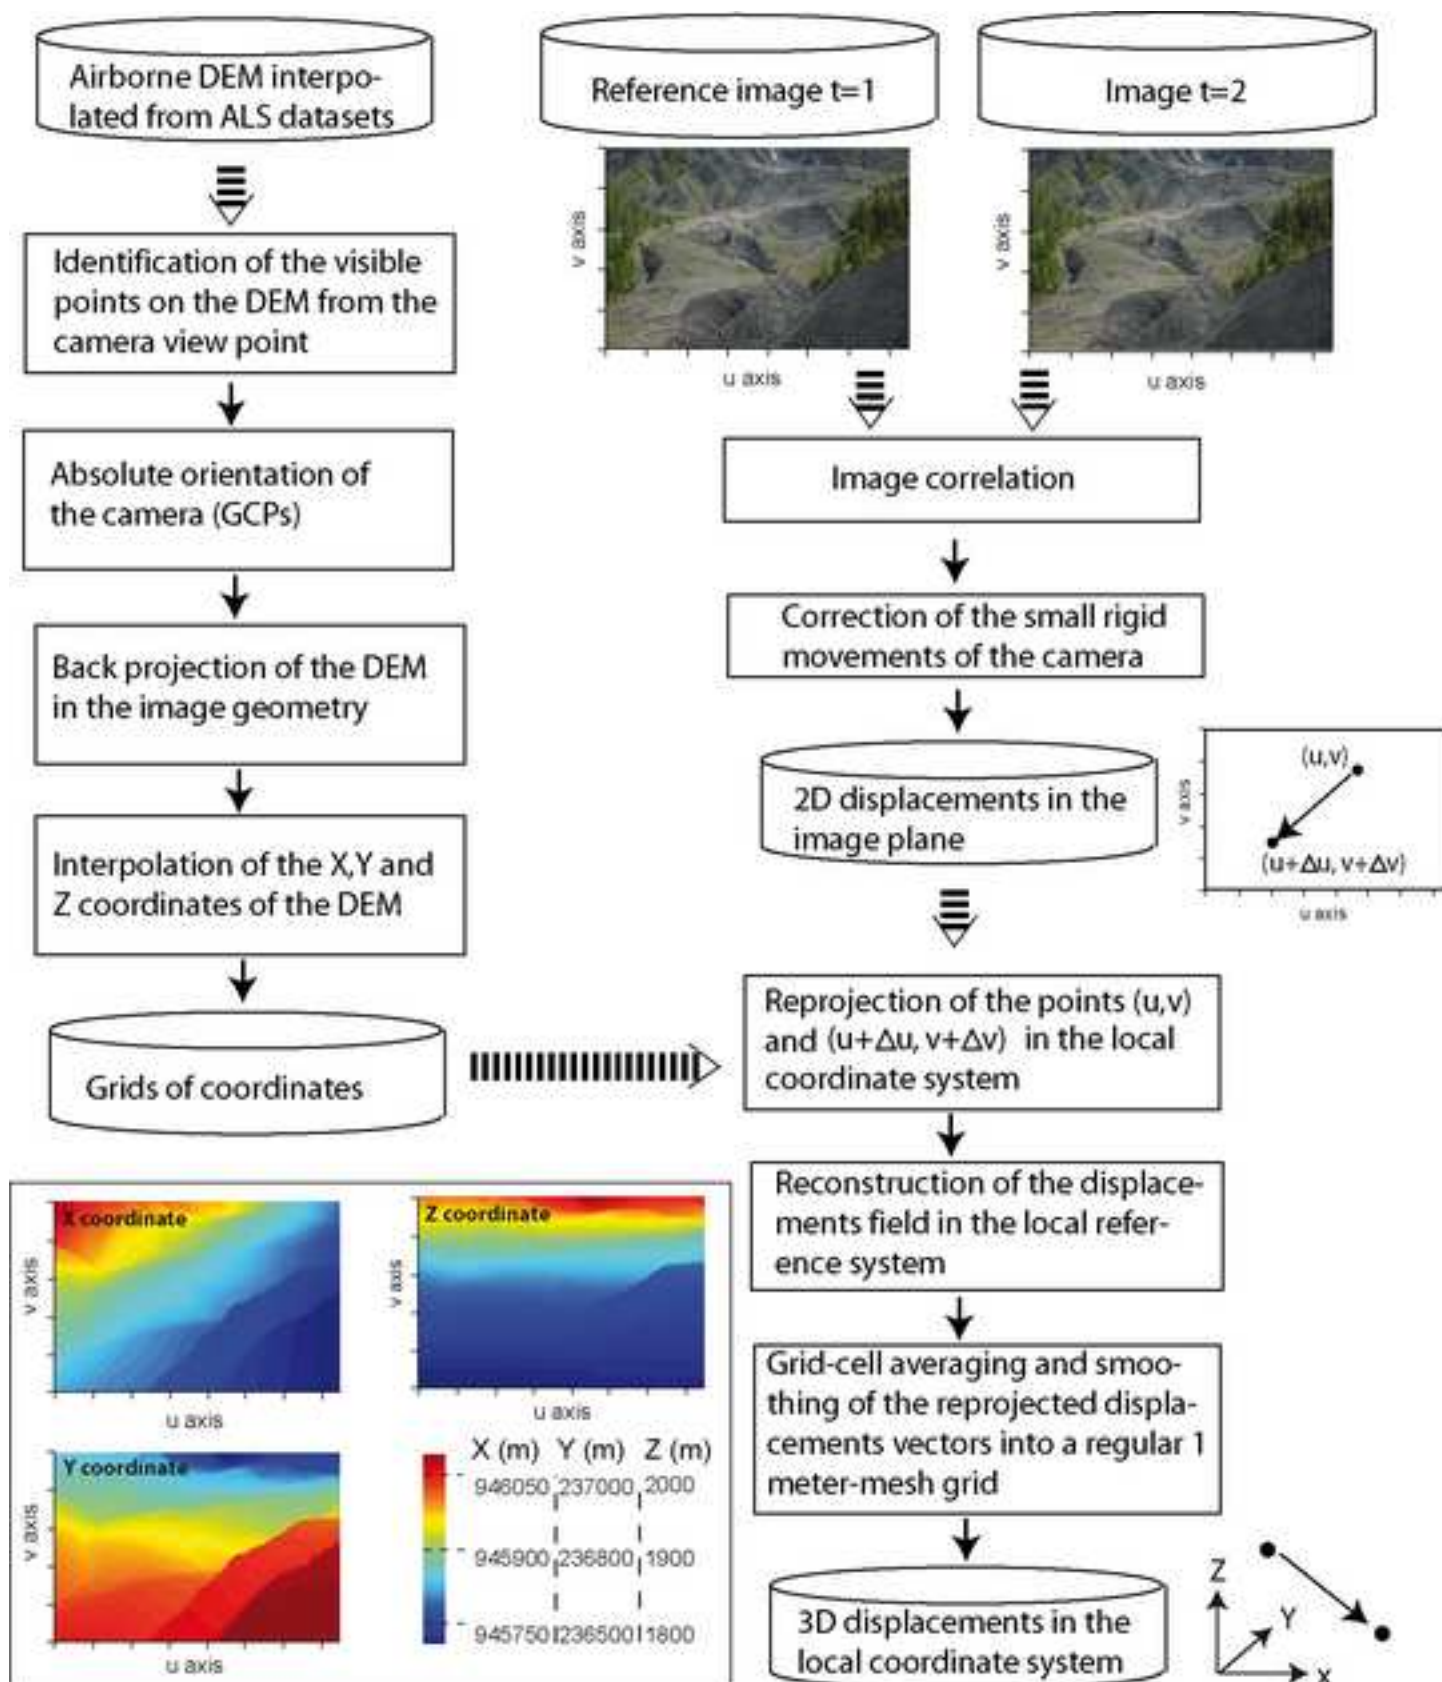 Airborne DEM interpo-
lated from ALS datasets
Identification of the visible
points on the DEM from the
camera view point
Absolute orientation of
the camera (GCPs)
Back projection of the DEM
in the image geometry
Interpolation of the X,Y and
Z coordinates of the DEM
Grids of coordinates
Reference image t=1
Image t=2
v axis
u axis
v axis
u axis
Image correlation
Correction of the small rigid
movements of the camera
2D displacements in the
image plane
v axis
(u,v)
(u+Δu, v+Δv)
u axis
Reprojection of the points (u,v)
and (u+Δu, v+Δv) in the local
coordinate system
Reconstruction of the displace-
ments field in the local refer-
ence system
Grid-cell averaging and smoo-
thing of the reprojected displa-
cements vectors into a regular 1
meter-mesh grid
3D displacements in the
local coordinate system
Z
Y
X
X coordinate
v axis
u axis
Z coordinate
v axis
u axis
Y coordinate
v axis
u axis
X (m) Y (m) Z (m)
946050 237000 2000
945900 236800 1900
945750 236500 1800